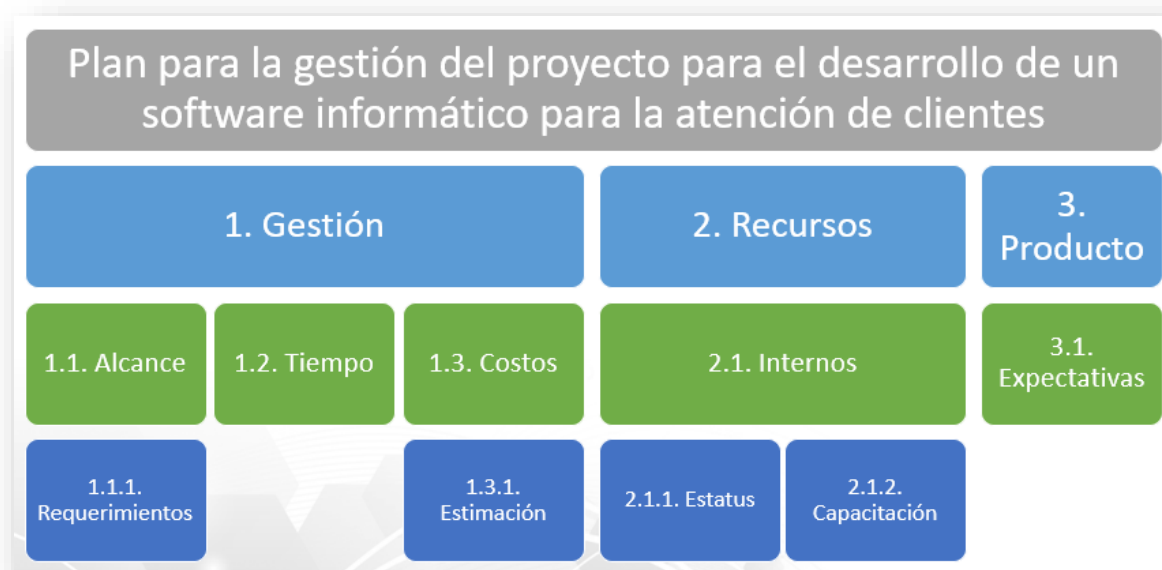 Plan para la gestión del proyecto para el desarrollo de un
software informático para la atención de clientes
1. Gestión
2. Recursos
3.
Producto
1.1. Alcance
1.2. Tiempo
1.3. Costos
2.1. Internos
3.1.
Expectativas
1.1.1.
Requerimientos
1.3.1.
Estimación
2.1.1. Estatus
2.1.2.
Capacitación